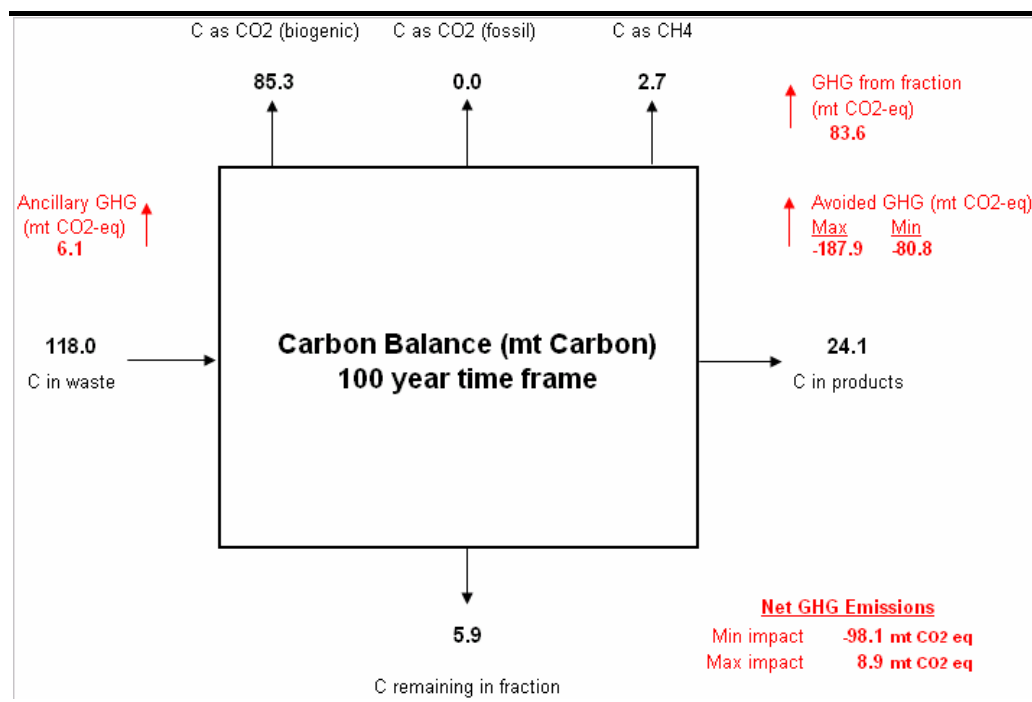 C as CO2 (biogenic) C as CO2 (fossil) C as CH4
85.3 0.0 2.7
GHG from fraction
(mt CO2-eq)
83.6
Ancillary GHG
(mt CO2-eq)
6.1
Avoided GHG (mt CO2-eq)
Max Min
-187.9 -80.8
118.0
C in waste
Carbon Balance (mt Carbon)
100 year time frame
24.1
C in products
5.9
C remaining in fraction
Net GHG Emissions
Min impact -98.1 mt CO2 eq
Max impact 8.9 mt CO2 eq